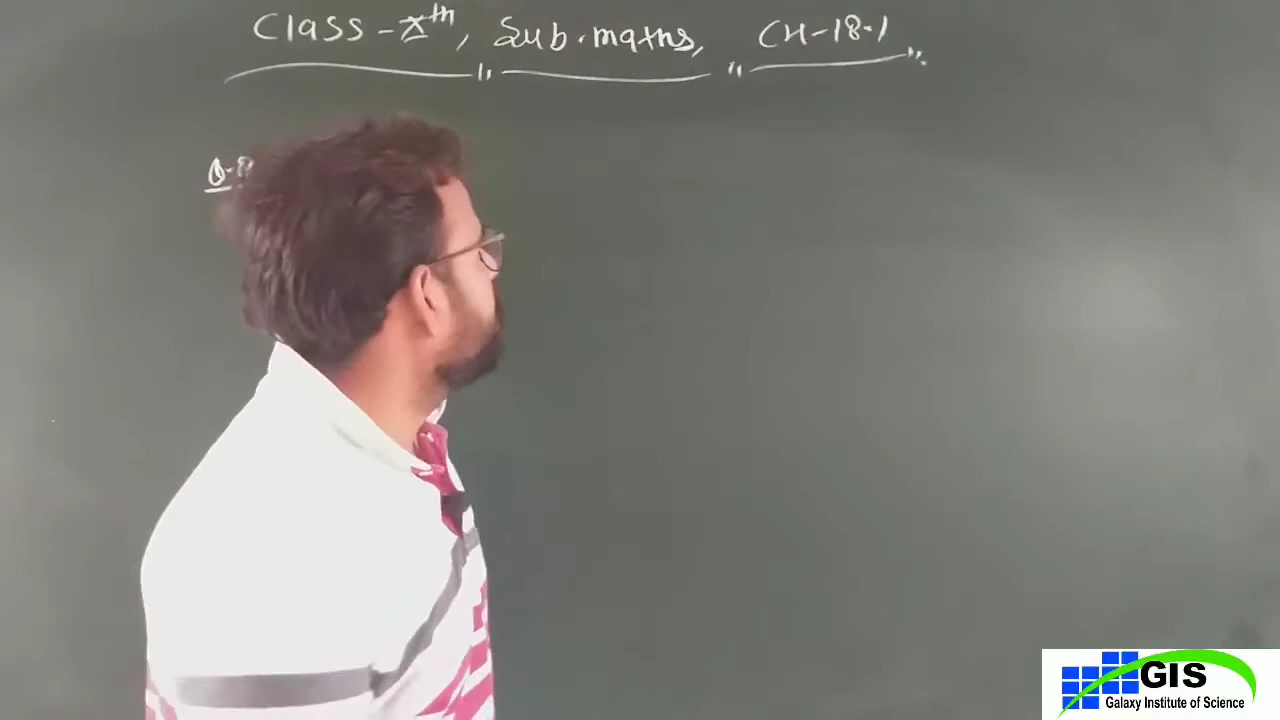 Class - Xth, Sub. maths, CH-18.1
GIS
Galaxy Institute of Science